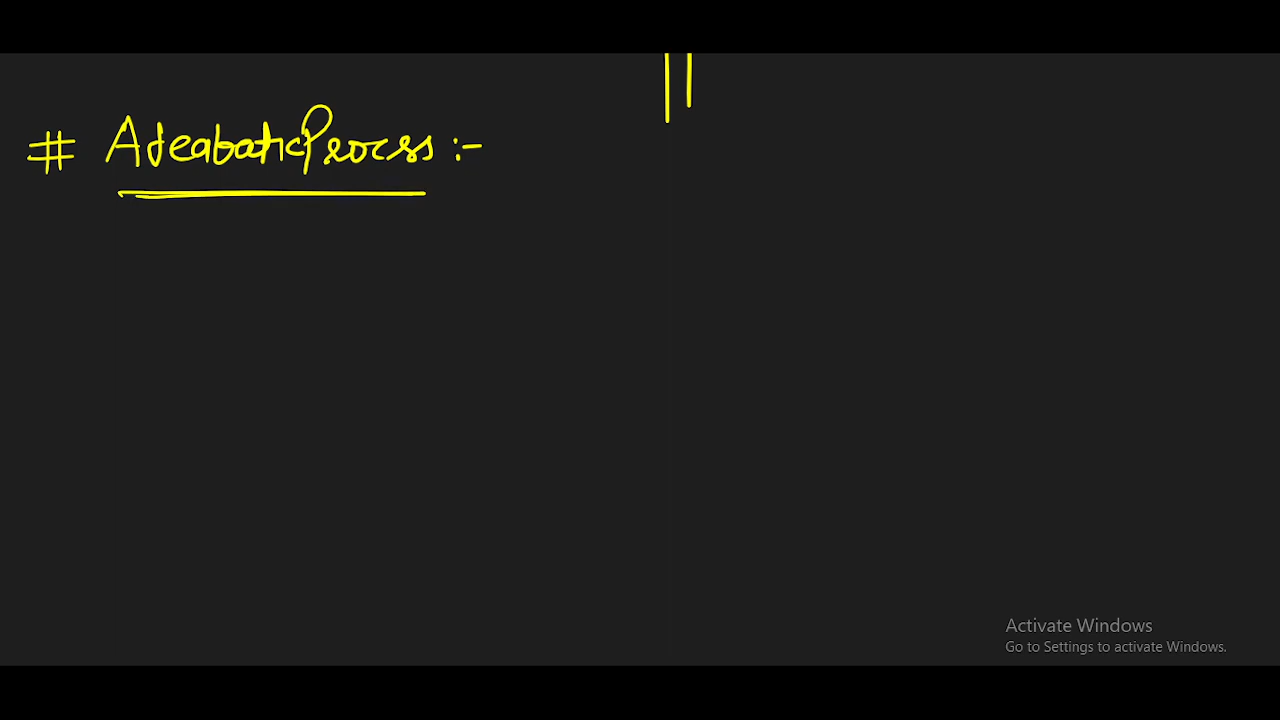 # Adeabatic Process :-
Activate Windows
Go to Settings to activate Windows.